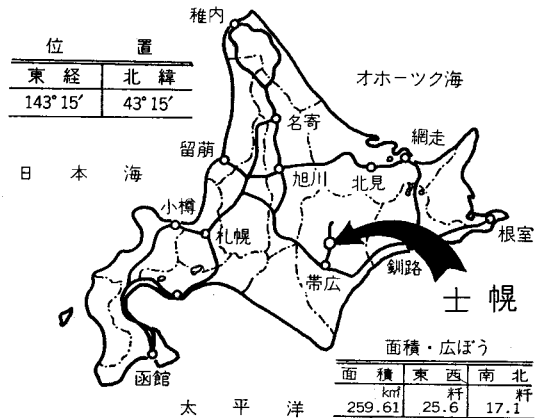 稚内
位 置
東 経 北 緯
143°15′ 43°15′
オホーツク海
名寄
網走
留萌
日 本 海
旭川
北見
小樽
札幌
根室
帯広
釧路
士 幌
函館
面積・広ぼう
面 積 東 西 南 北
km² 粁 粁
259.61 25.6 17.1
太 平 洋